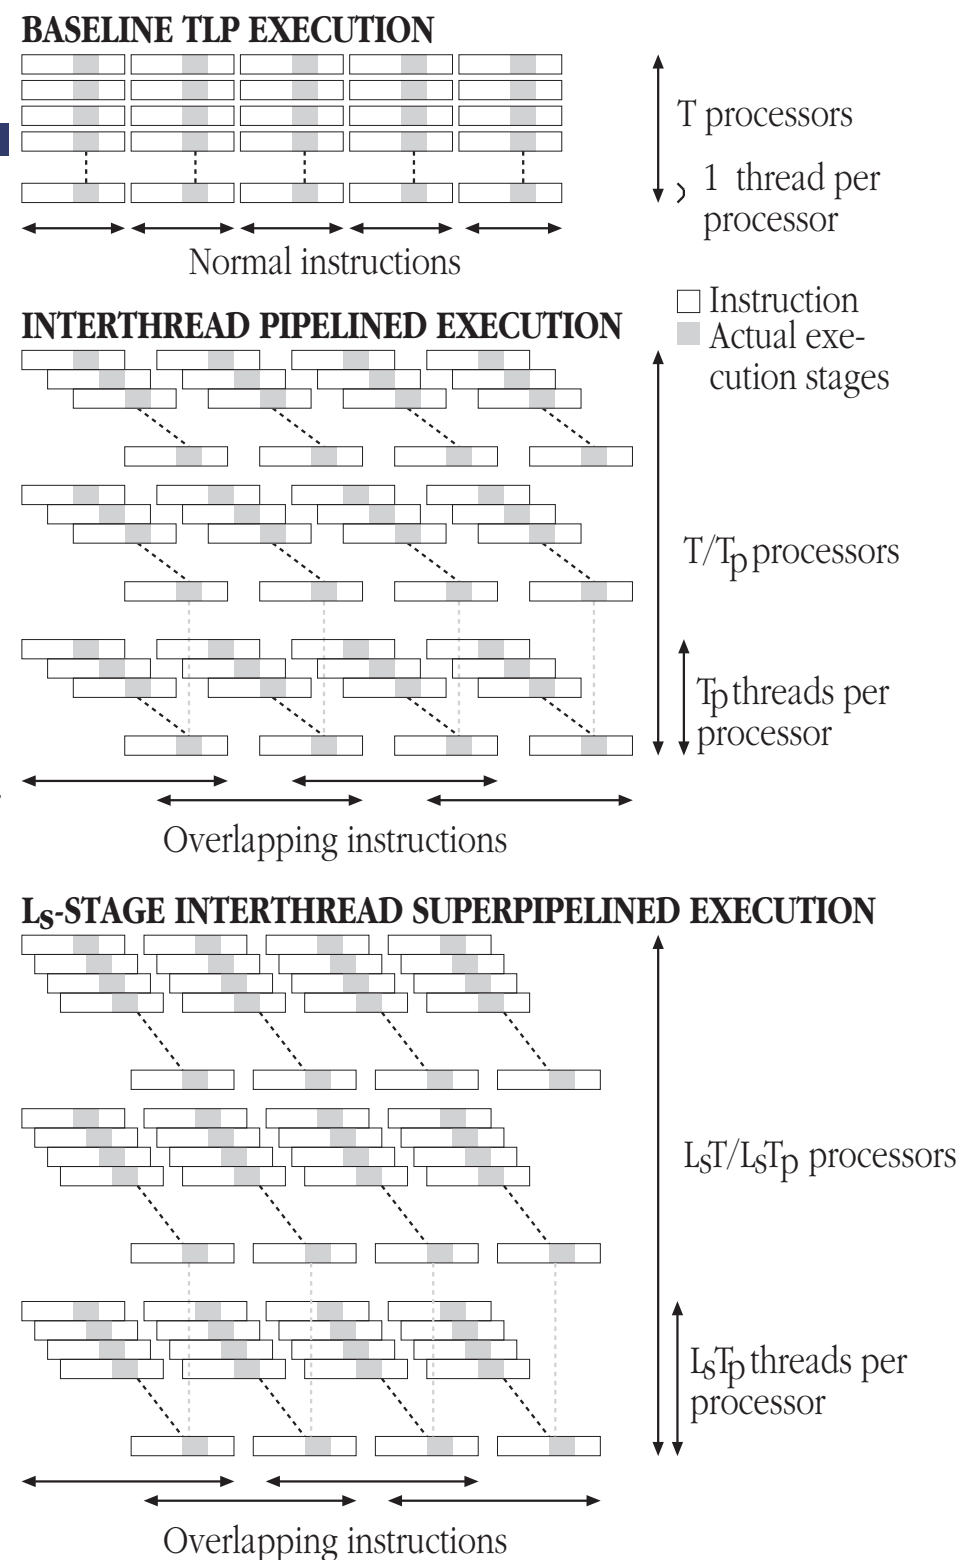 BASELINE TLP EXECUTION
T processors
1 thread per
processor
Normal instructions
Instruction
Actual exe-
cution stages
INTERTHREAD PIPELINED EXECUTION
T/Tp processors
Tp threads per
processor
Overlapping instructions
Ls-STAGE INTERTHREAD SUPERPIPELINED EXECUTION
LsT/LsTp processors
LsTp threads per
processor
Overlapping instructions